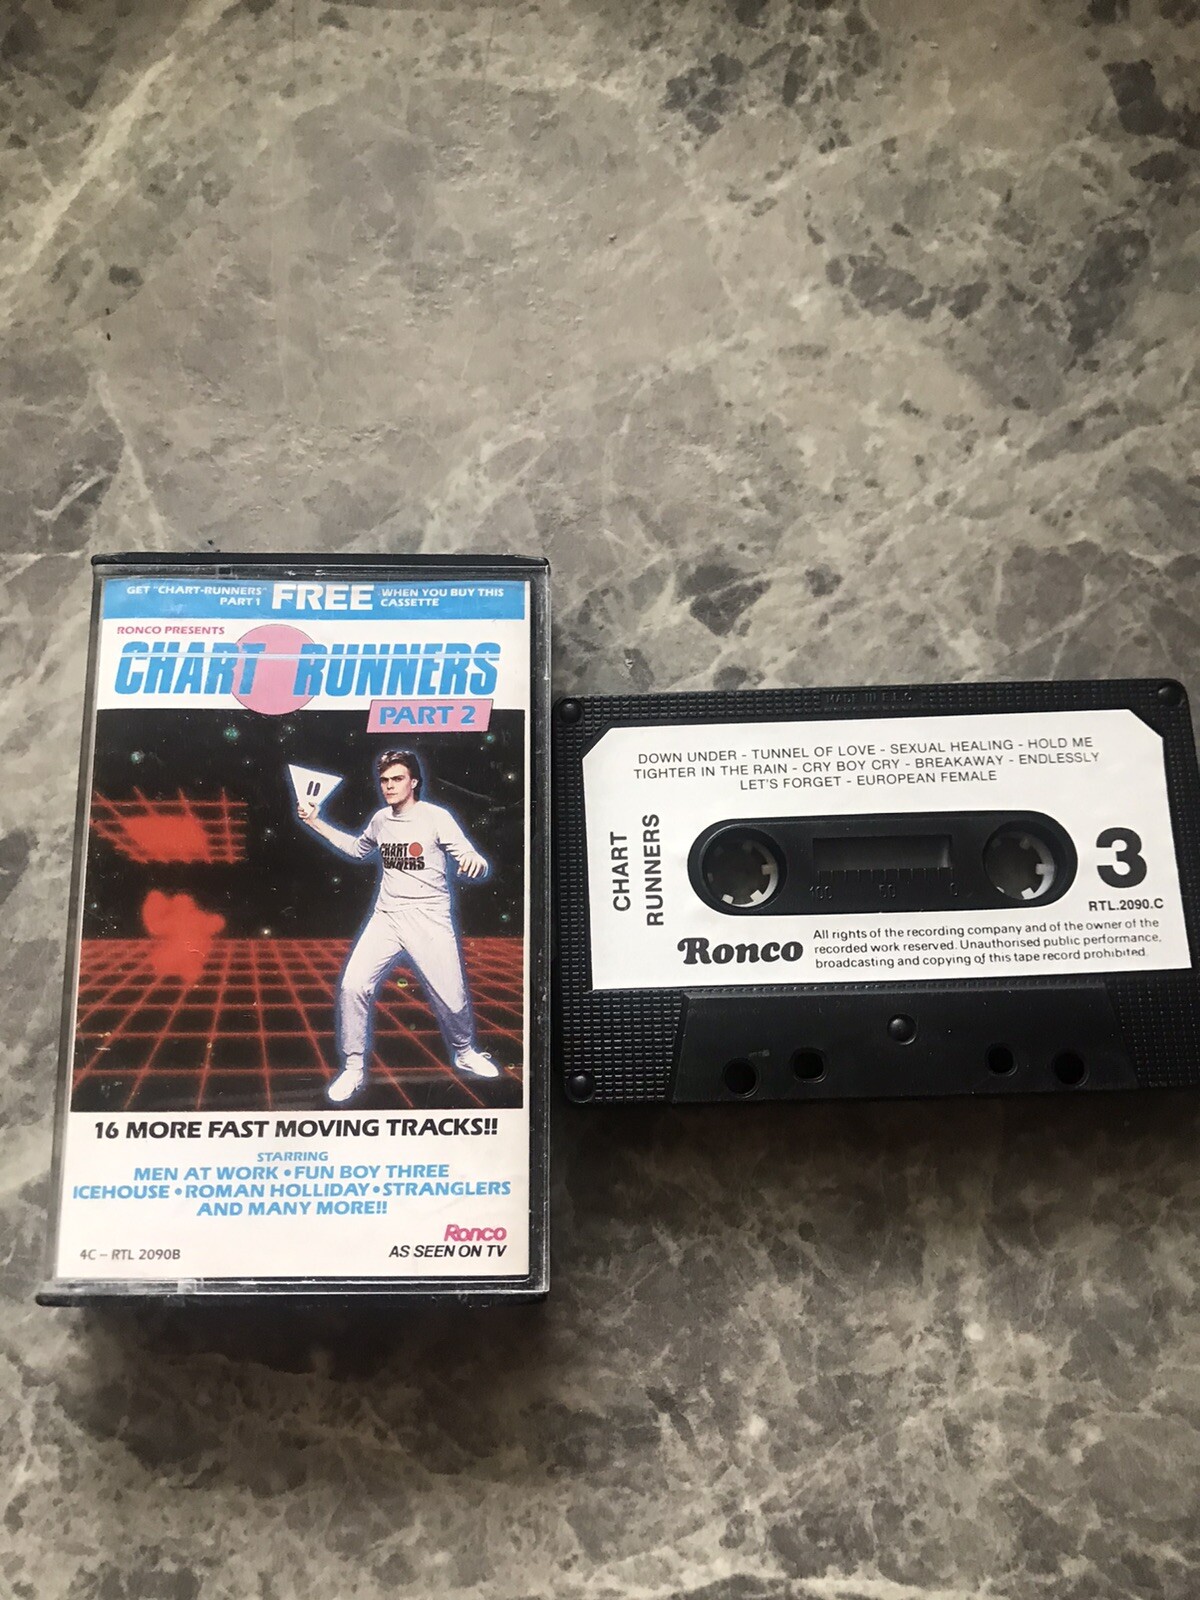 GET "CHART-RUNNERS" PART 1 FREE WHEN YOU BUY THIS CASSETTE
RONCO PRESENTS
CHART RUNNERS
PART 2
CHART
RUNNERS
16 MORE FAST MOVING TRACKS!!
STARRING
MEN AT WORK • FUN BOY THREE
ICEHOUSE • ROMAN HOLLIDAY • STRANGLERS
AND MANY MORE!!
Ronco
AS SEEN ON TV
4C – RTL 2090B
DOWN UNDER - TUNNEL OF LOVE - SEXUAL HEALING - HOLD ME
TIGHTER IN THE RAIN - CRY BOY CRY - BREAKAWAY - ENDLESSLY
LET'S FORGET - EUROPEAN FEMALE
CHART
RUNNERS
100 50 0
3
RTL.2090.C
Ronco
All rights of the recording company and of the owner of the
recorded work reserved. Unauthorised public performance,
broadcasting and copying of this tape record prohibited.